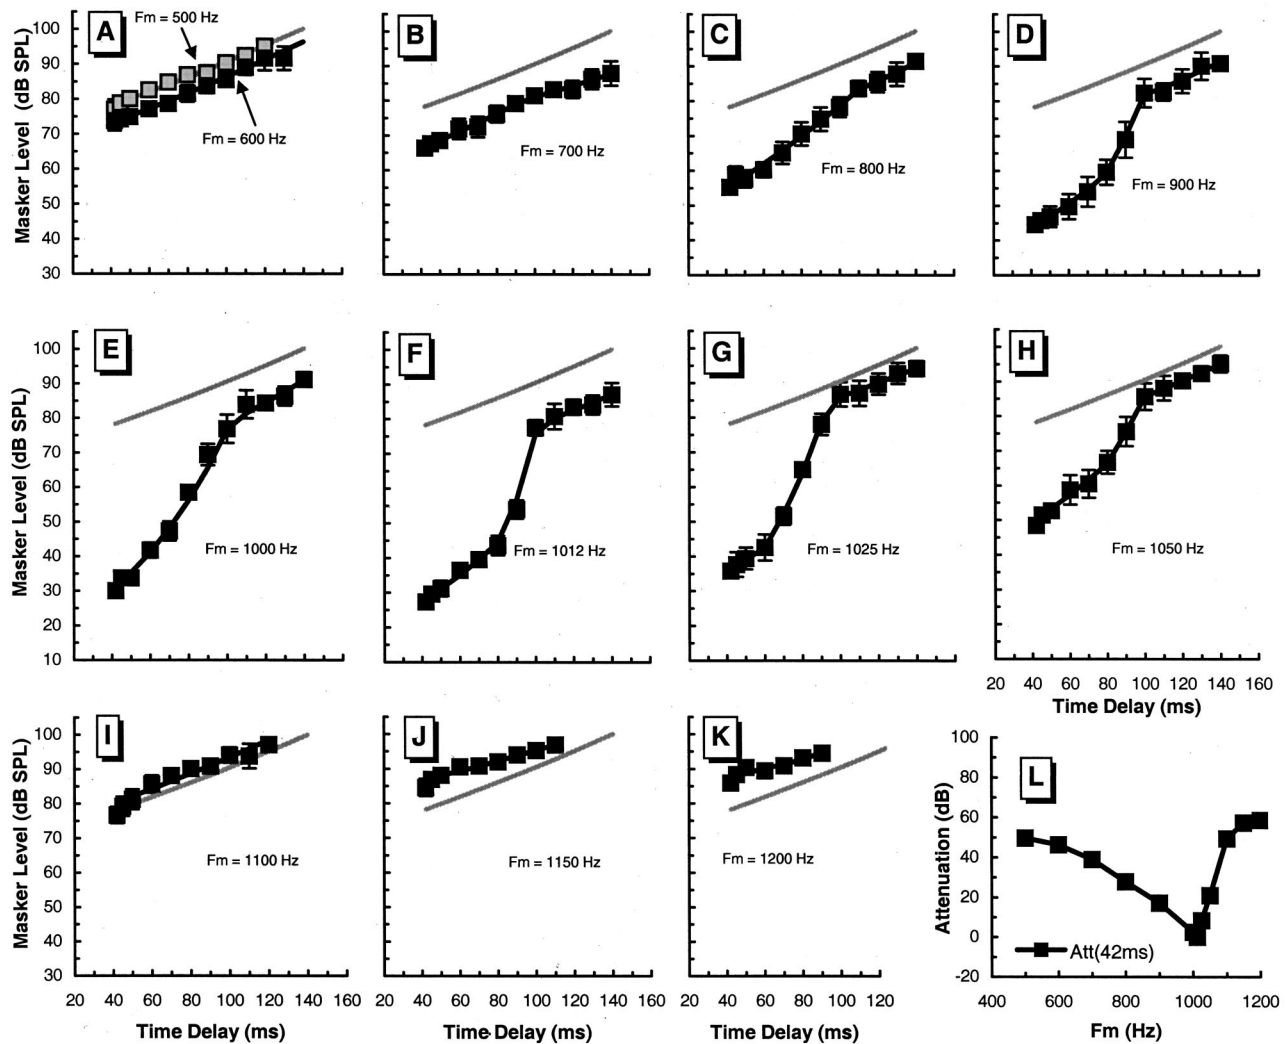 A
Fm = 500 Hz
Fm = 600 Hz
B
Fm = 700 Hz
C
Fm = 800 Hz
D
Fm = 900 Hz
Masker Level (dB SPL)
100
90
80
70
60
50
40
30
E
Fm = 1000 Hz
F
Fm = 1012 Hz
G
Fm = 1025 Hz
H
Fm = 1050 Hz
Masker Level (dB SPL)
100
90
80
70
60
50
40
30
20
10
20 40 60 80 100 120 140 160
Time Delay (ms)
I
Fm = 1100 Hz
J
Fm = 1150 Hz
K
Fm = 1200 Hz
Masker Level (dB SPL)
100
90
80
70
60
50
40
30
20 40 60 80 100 120 140 160
Time Delay (ms)
20 40 60 80 100 120 140 160
Time Delay (ms)
20 40 60 80 100 120
Time Delay (ms)
L
Attenuation (dB)
100
80
60
40
20
0
-20
Att(42ms)
400 600 800 1000 1200
Fm (Hz)